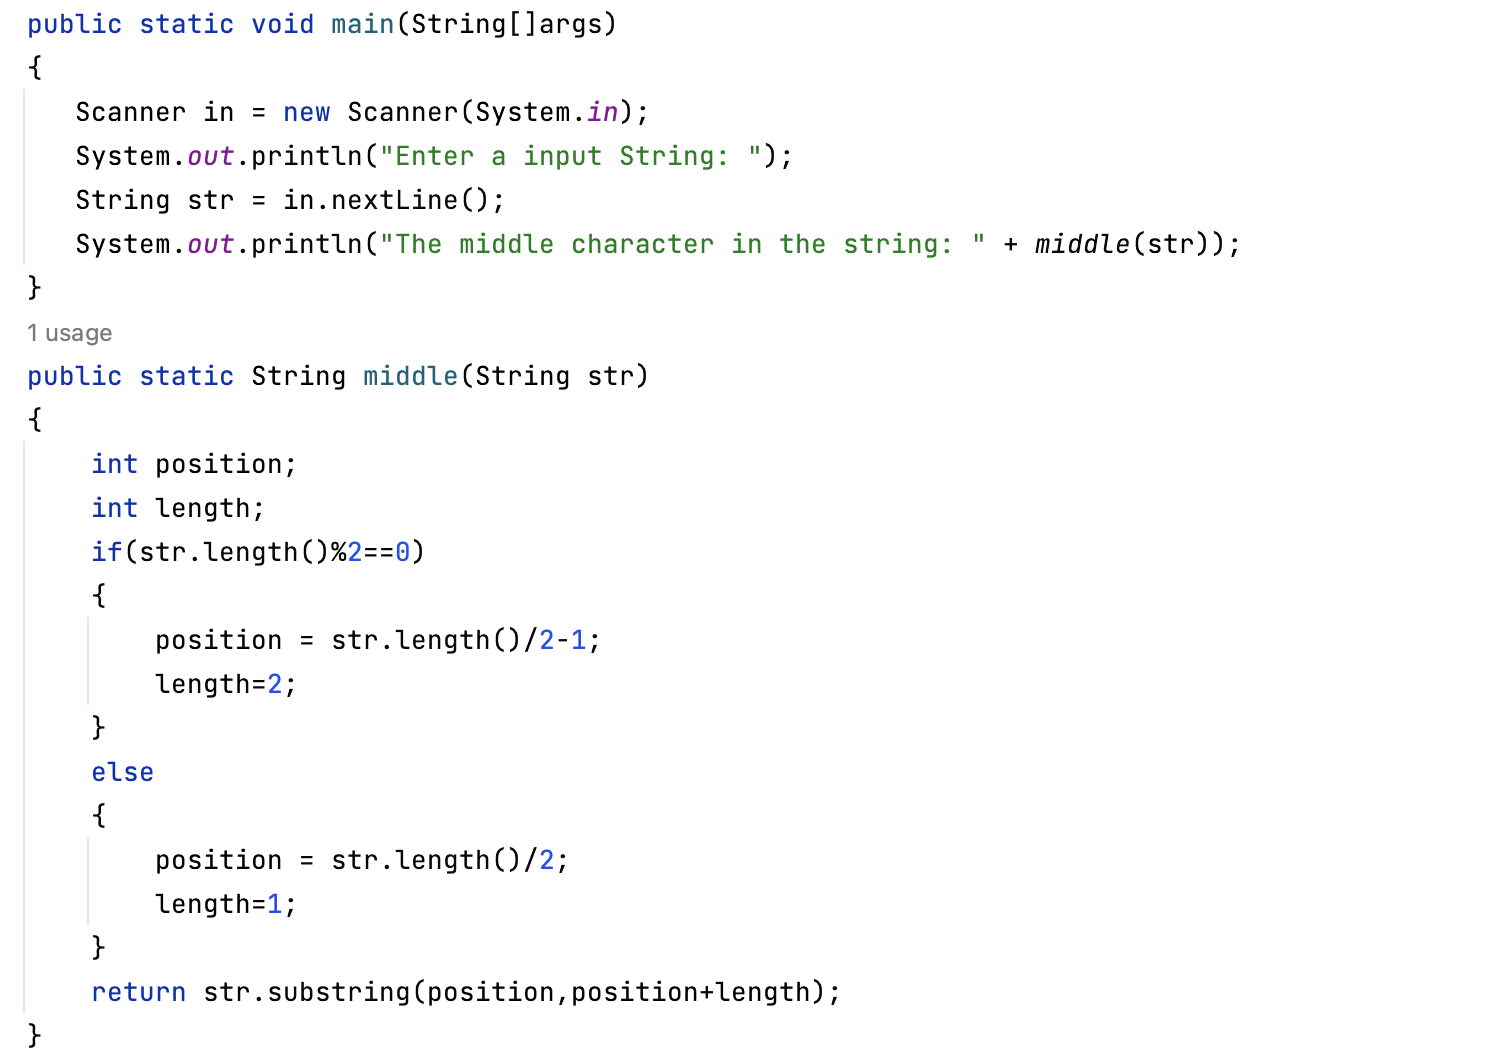 public static void main(String[]args)
{
   Scanner in = new Scanner(System.in);
   System.out.println("Enter a input String: ");
   String str = in.nextLine();
   System.out.println("The middle character in the string: " + middle(str));
}
1 usage
public static String middle(String str)
{
    int position;
    int length;
    if(str.length()%2==0)
    {
        position = str.length()/2-1;
        length=2;
    }
    else
    {
        position = str.length()/2;
        length=1;
    }
    return str.substring(position,position+length);
}